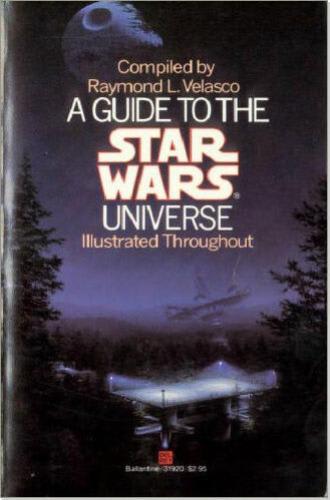 Compiled by
Raymond L. Velasco
A GUIDE TO THE
STAR
WARS®
UNIVERSE
Illustrated Throughout
Ballantine/31920/$2.95